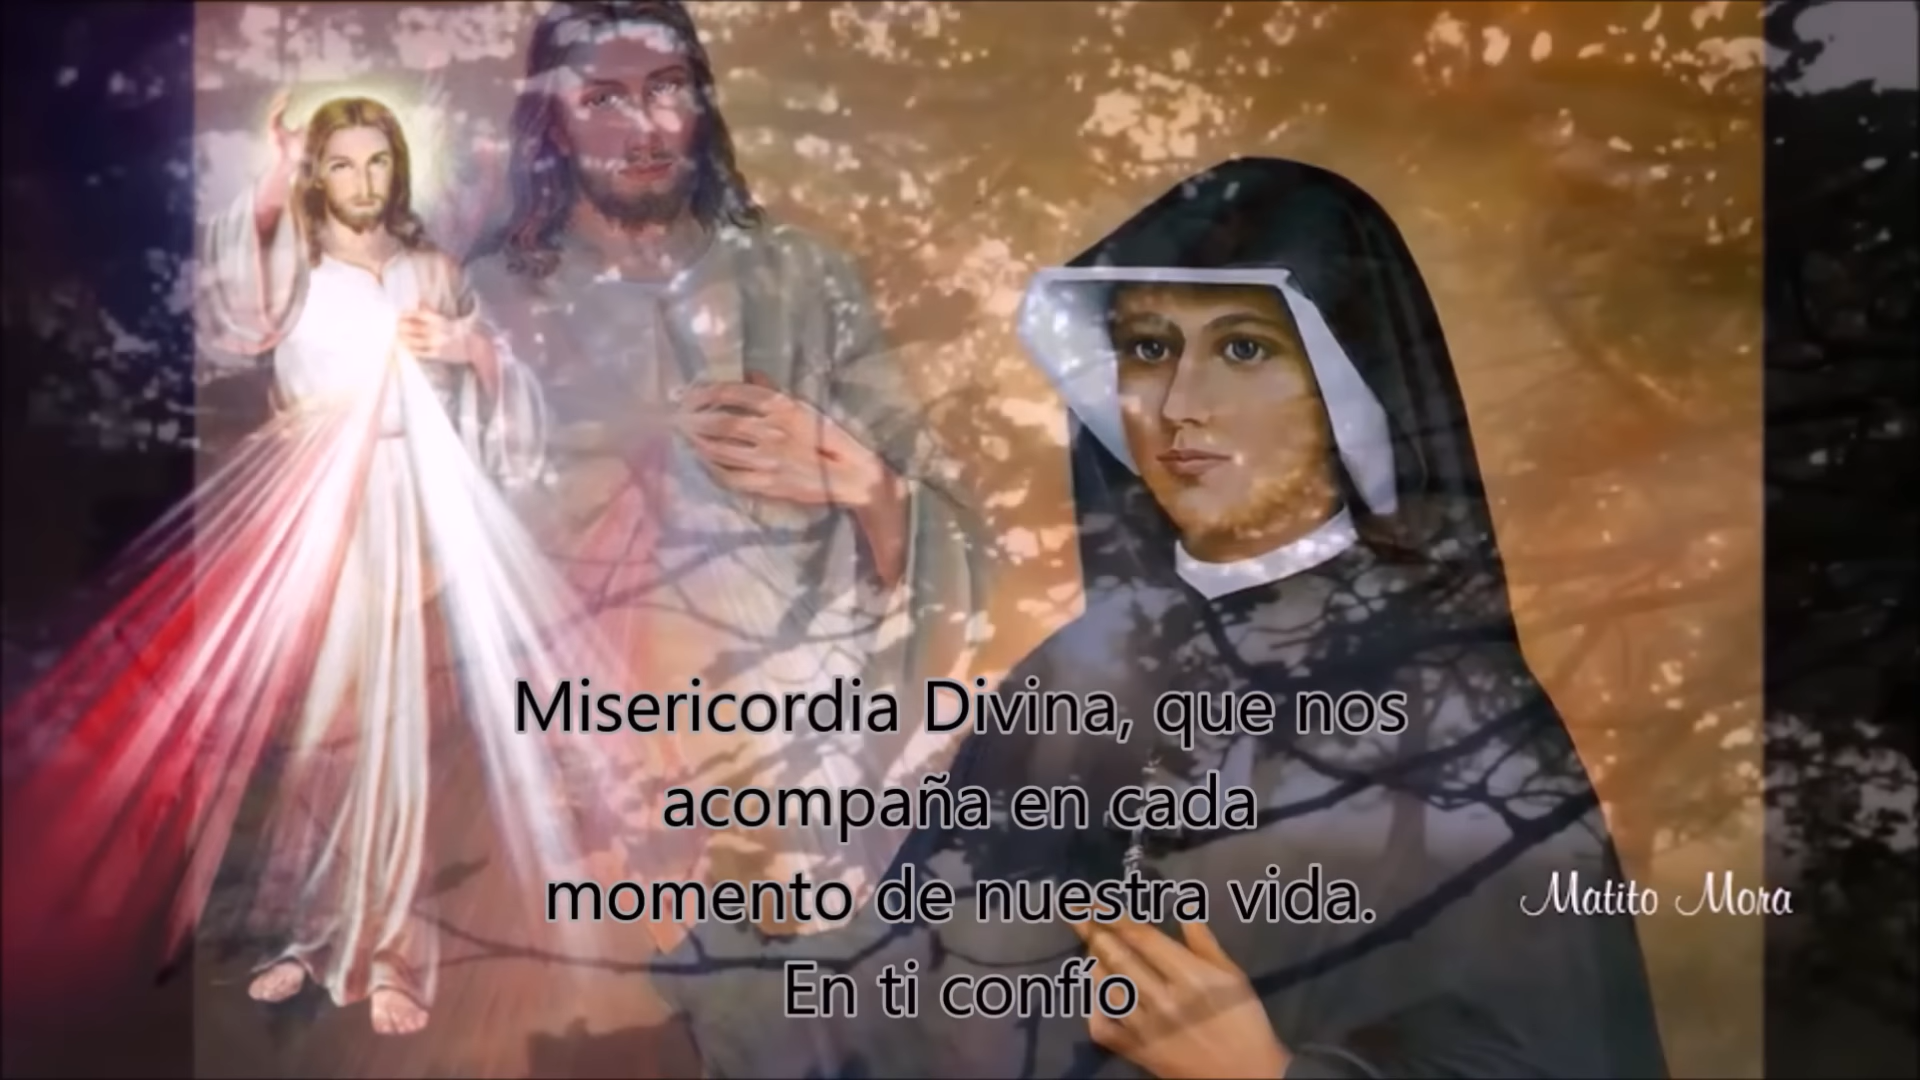 Misericordia Divina, que nos
acompaña en cada
momento de nuestra vida.
En ti confío
Matito Mora